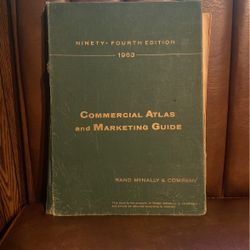 NINETY-FOURTH EDITION
1963
COMMERCIAL ATLAS
and MARKETING GUIDE
RAND MCNALLY & COMPANY